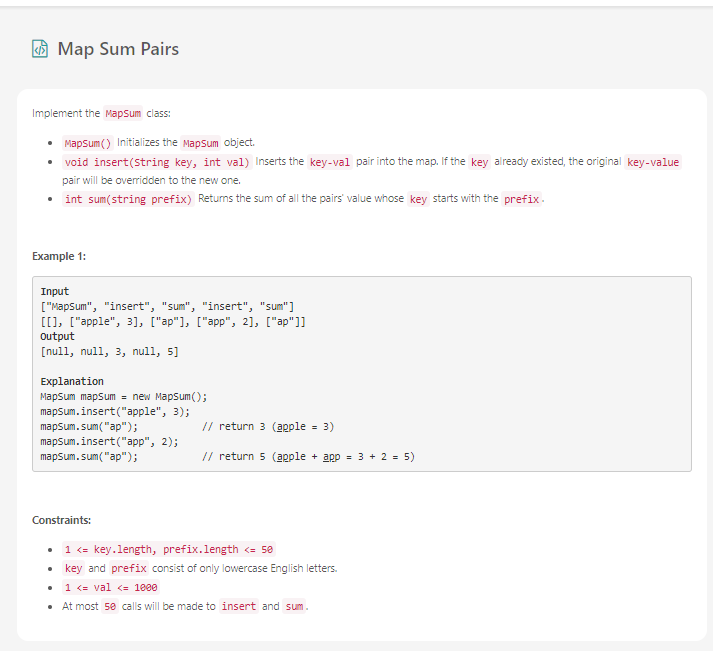 Map Sum Pairs
Implement the MapSum class:
• MapSum() Initializes the MapSum object.
• void insert(String key, int val) Inserts the key-val pair into the map. If the key already existed, the original key-value
pair will be overridden to the new one.
• int sum(string prefix) Returns the sum of all the pairs' value whose key starts with the prefix.
Example 1:
Input
["MapSum", "insert", "sum", "insert", "sum"]
[[], ["apple", 3], ["ap"], ["app", 2], ["ap"]]
Output
[null, null, 3, null, 5]
Explanation
MapSum mapSum = new MapSum();
mapSum.insert("apple", 3);
mapSum.sum("ap");           // return 3 (apple = 3)
mapSum.insert("app", 2);
mapSum.sum("ap");           // return 5 (apple + app = 3 + 2 = 5)
Constraints:
• 1 <= key.length, prefix.length <= 50
• key and prefix consist of only lowercase English letters.
• 1 <= val <= 1000
• At most 50 calls will be made to insert and sum.